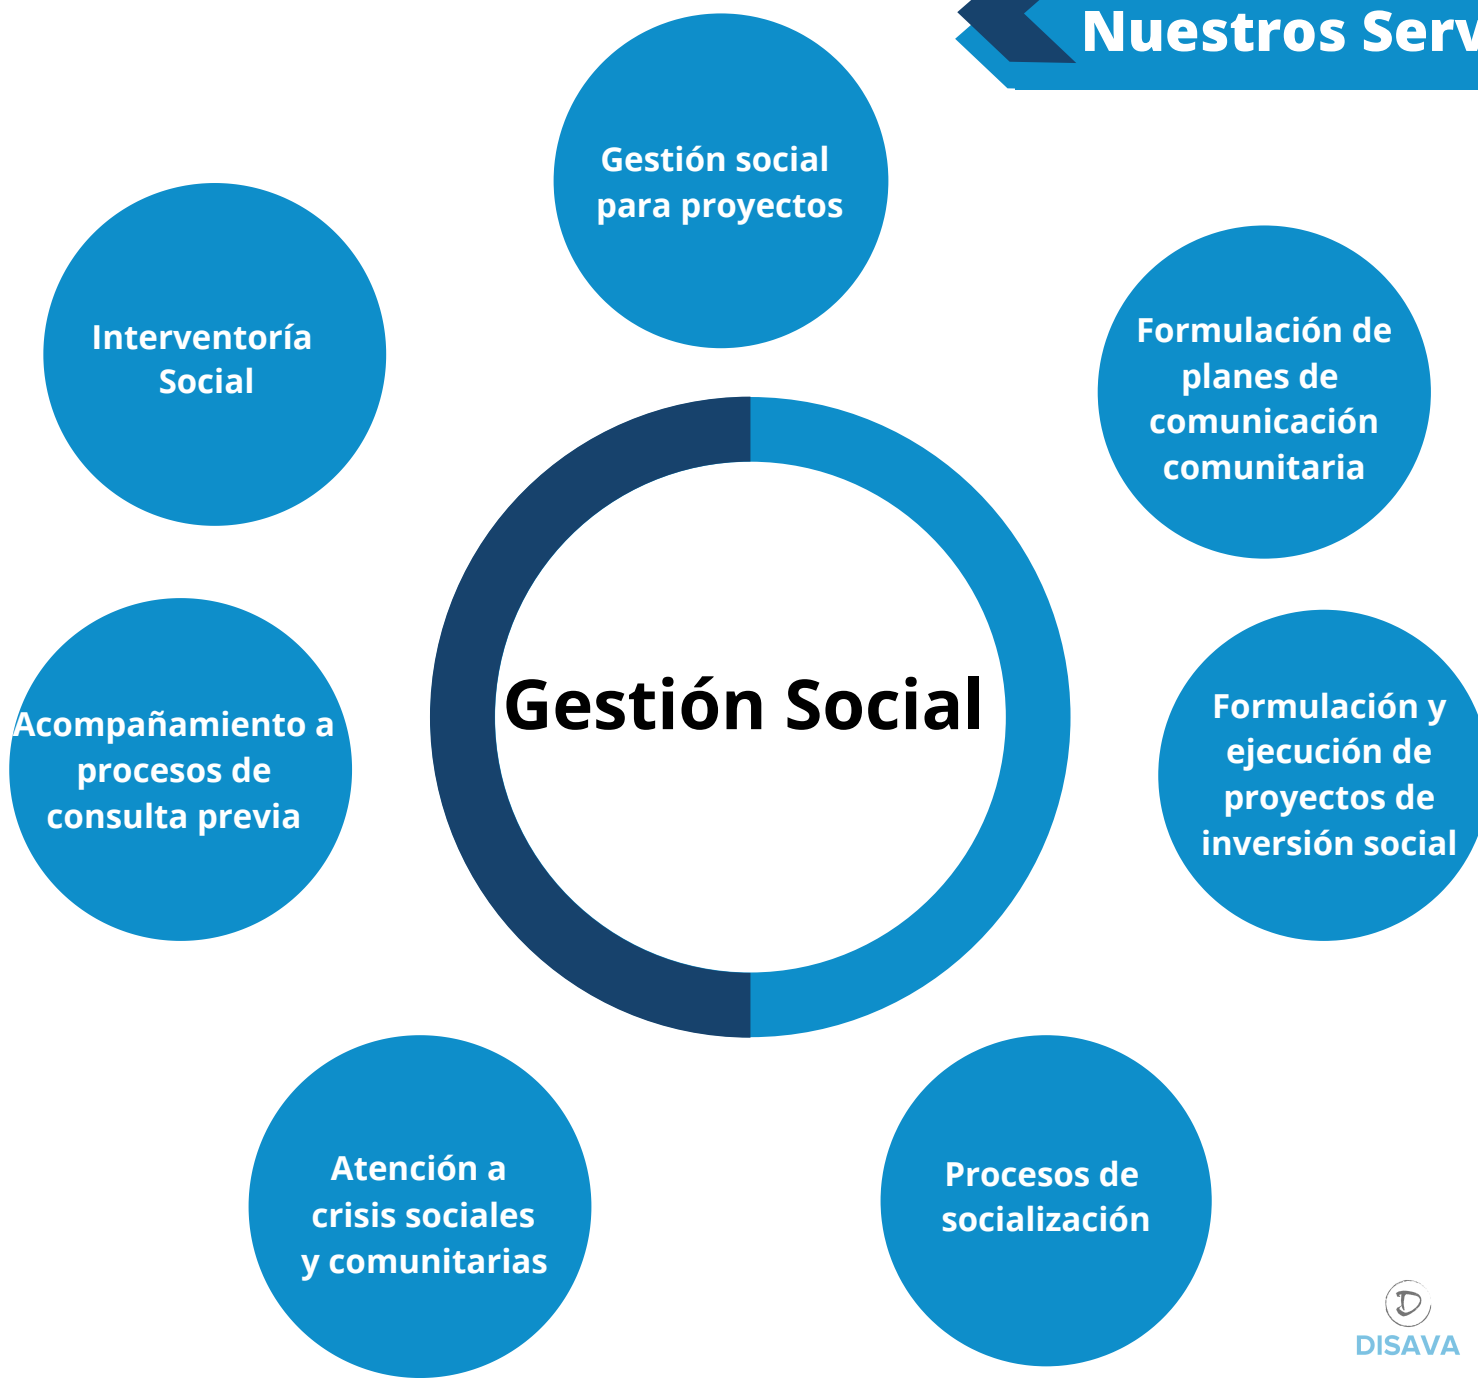 Nuestros Serv
Gestión social
para proyectos
Interventoría
Social
Formulación de
planes de
comunicación
comunitaria
Gestión Social
Acompañamiento a
procesos de
consulta previa
Formulación y
ejecución de
proyectos de
inversión social
Atención a
crisis sociales
y comunitarias
Procesos de
socialización
D
DISAVA